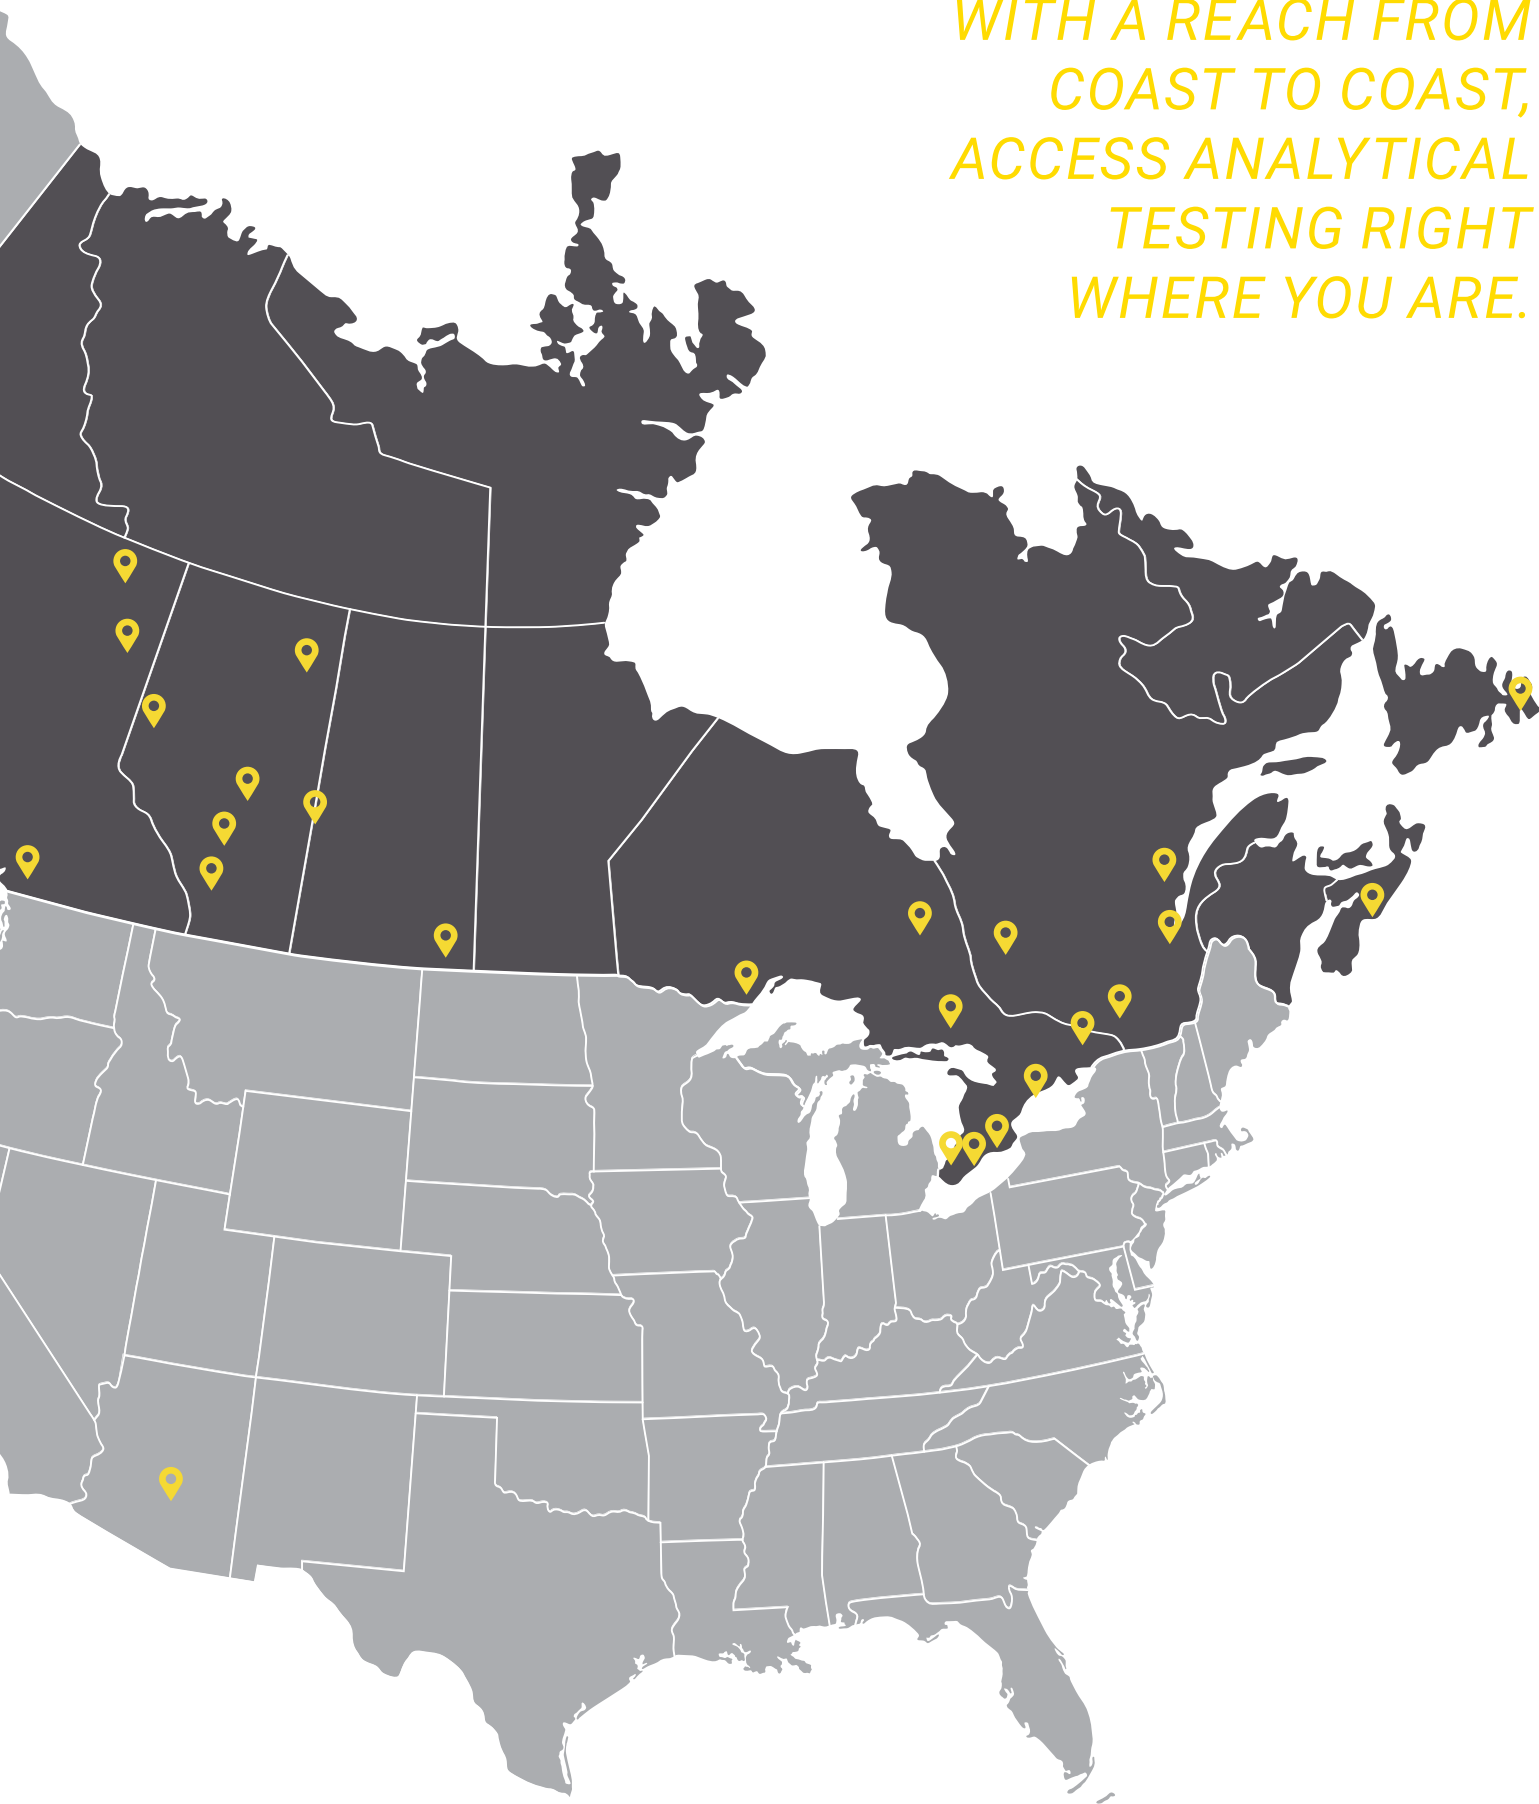 WITH A REACH FROM
COAST TO COAST,
ACCESS ANALYTICAL
TESTING RIGHT
WHERE YOU ARE.